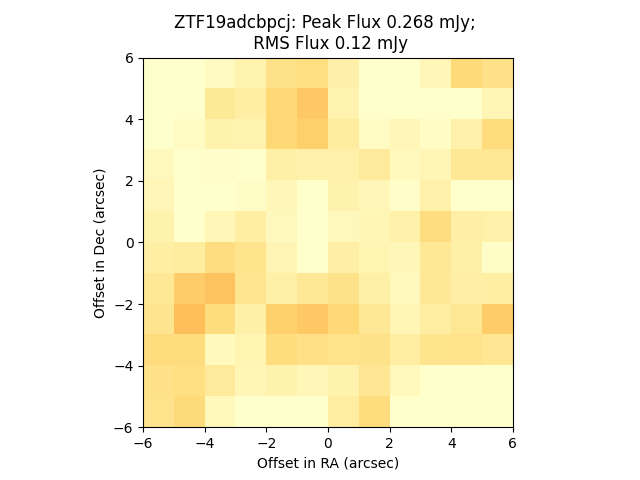 ZTF19adcbpcj: Peak Flux 0.268 mJy;
RMS Flux 0.12 mJy
6
4
2
0
−2
−4
−6
Offset in Dec (arcsec)
−6 −4 −2 0 2 4 6
Offset in RA (arcsec)